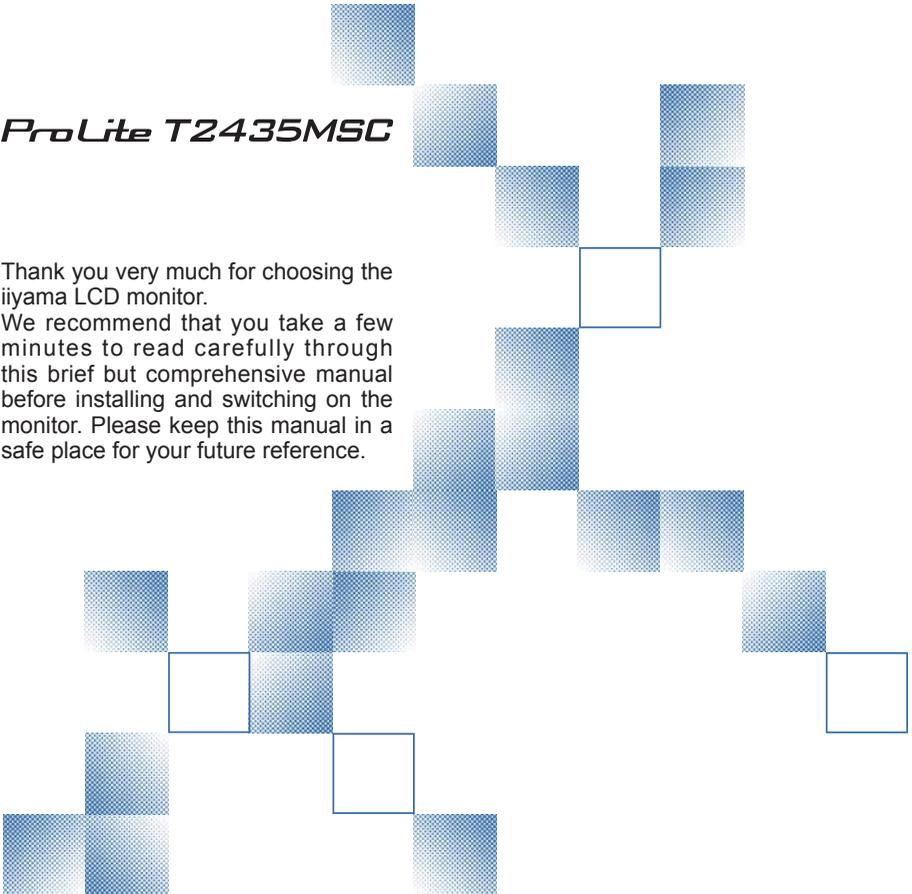 ProLite T2435MSC
Thank you very much for choosing the
iiyama LCD monitor.
We recommend that you take a few
minutes to read carefully through
this brief but comprehensive manual
before installing and switching on the
monitor. Please keep this manual in a
safe place for your future reference.